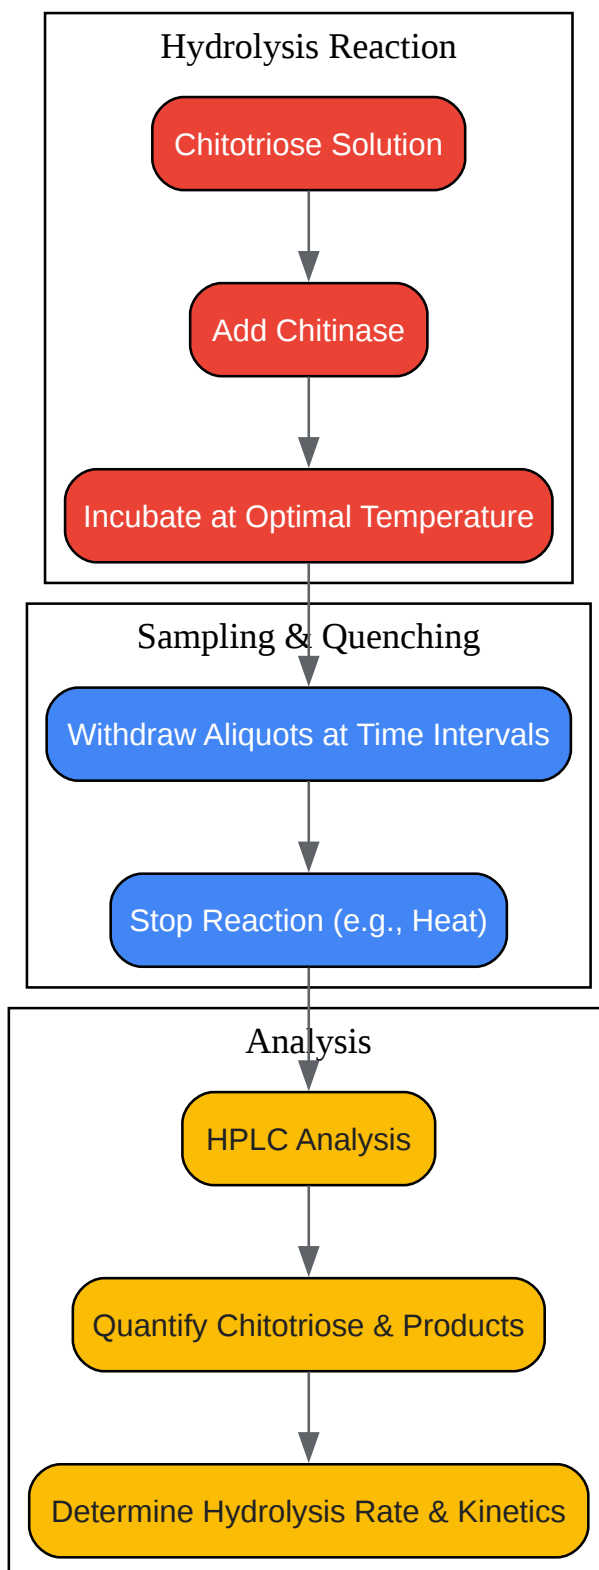 Hydrolysis Reaction
Chitotriose Solution
Add Chitinase
Incubate at Optimal Temperature
Sampling & Quenching
Withdraw Aliquots at Time Intervals
Stop Reaction (e.g., Heat)
Analysis
HPLC Analysis
Quantify Chitotriose & Products
Determine Hydrolysis Rate & Kinetics